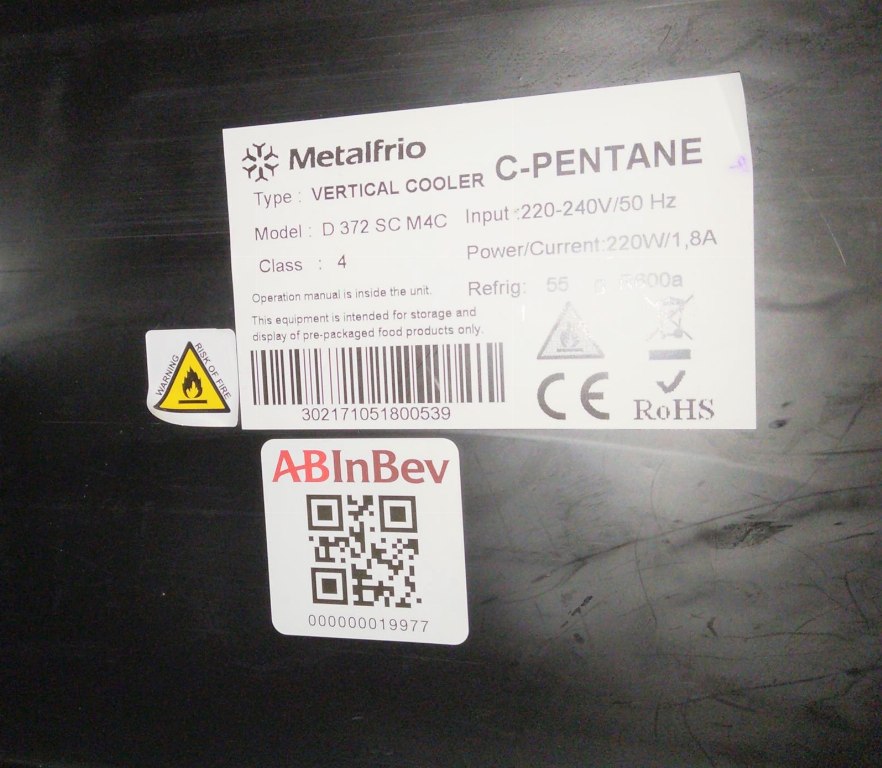 Metalfrio
C-PENTANE
Type : VERTICAL COOLER
Model : D 372 SC M4C
Input :220-240V/50 Hz
Class : 4
Power/Current:220W/1,8A
Refrig: 55 g R600a
Operation manual is inside the unit.
This equipment is intended for storage and
display of pre-packaged food products only.
302171051800539
CE
RoHS
WARNING
RISK OF FIRE
ABInBev
000000019977